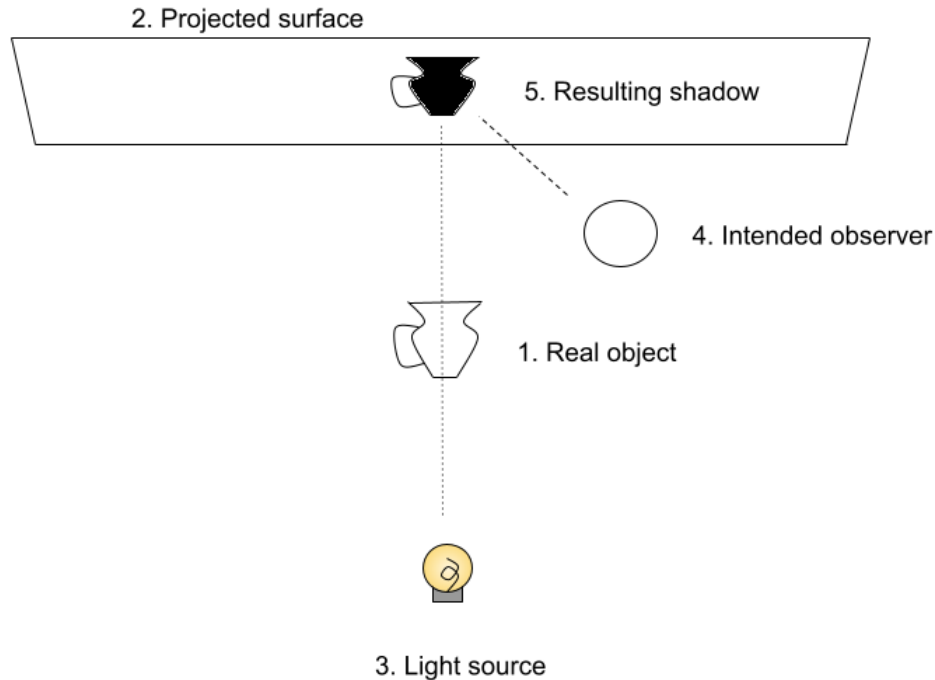 2. Projected surface
5. Resulting shadow
4. Intended observer
1. Real object
3. Light source